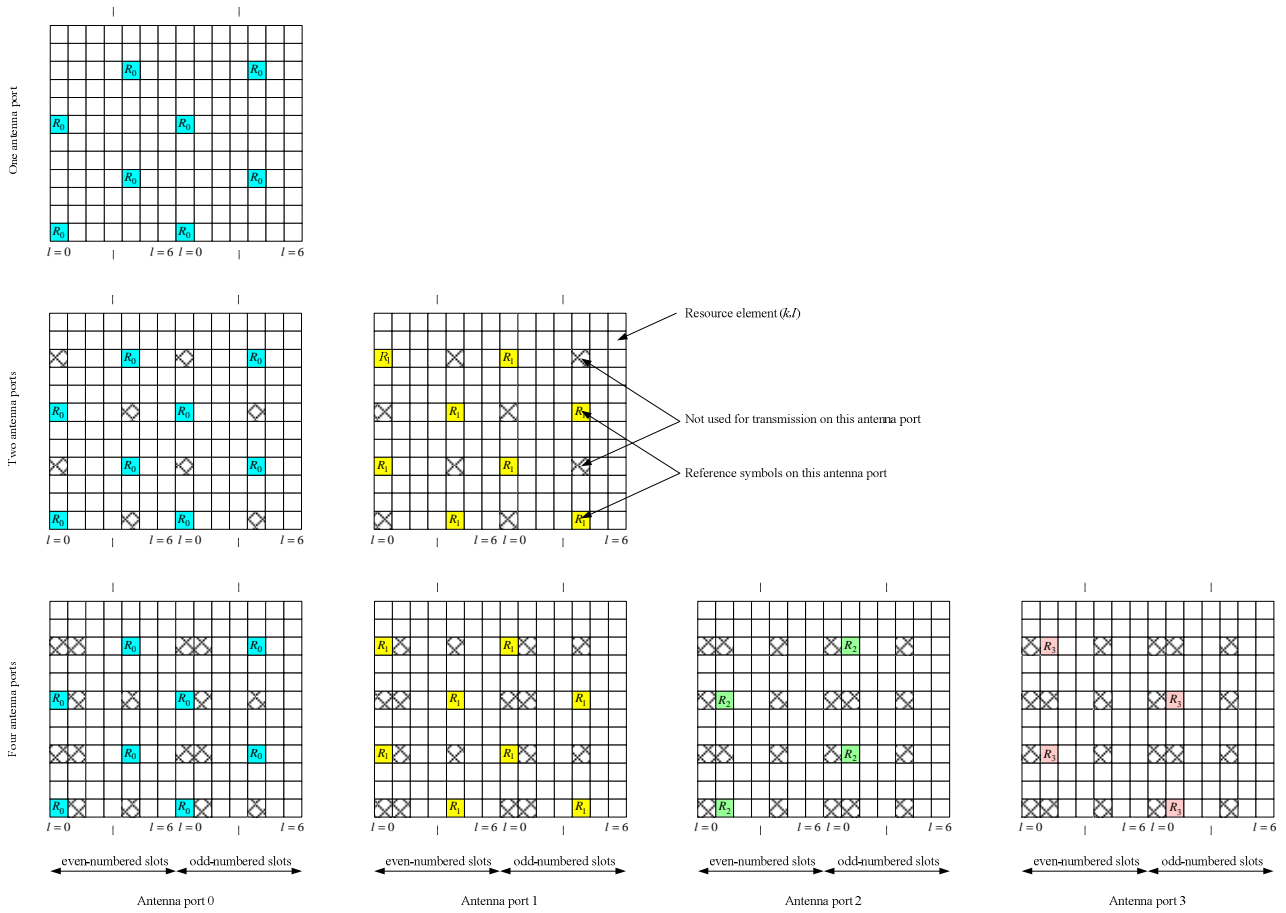 One antenna port
R0 R0
R0 R0
R0 R0
R0 R0
l = 0 l = 6 l = 0 l = 6
Two antenna ports
R0 R0
R0 R0
R0 R0
R0 R0
l = 0 l = 6 l = 0 l = 6
R1 R1
R1 R1
R1 R1
R1 R1
l = 0 l = 6 l = 0 l = 6
Resource element (k,l)
Not used for transmission on this antenna port
Reference symbols on this antenna port
Four antenna ports
R0 R0
R0 R0
R0 R0
R0 R0
l = 0 l = 6 l = 0 l = 6
even-numbered slots odd-numbered slots
Antenna port 0
R1 R1
R1 R1
R1 R1
R1 R1
l = 0 l = 6 l = 0 l = 6
even-numbered slots odd-numbered slots
Antenna port 1
R2
R2
R2
R2
l = 0 l = 6 l = 0 l = 6
even-numbered slots odd-numbered slots
Antenna port 2
R3
R3
R3
R3
l = 0 l = 6 l = 0 l = 6
even-numbered slots odd-numbered slots
Antenna port 3